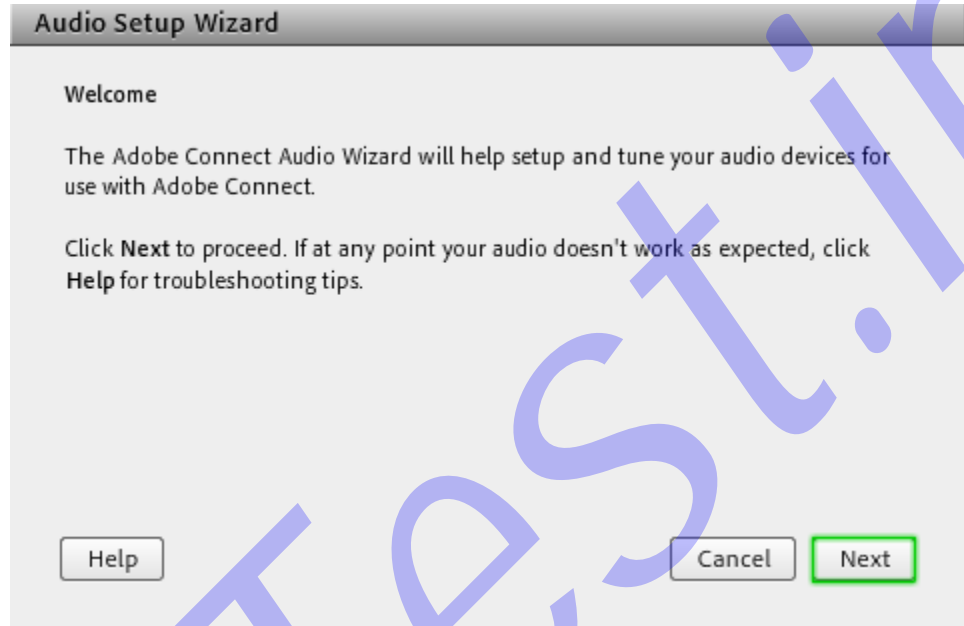 Audio Setup Wizard
Welcome
The Adobe Connect Audio Wizard will help setup and tune your audio devices for
use with Adobe Connect.
Click Next to proceed. If at any point your audio doesn't work as expected, click
Help for troubleshooting tips.
Help
Cancel
Next